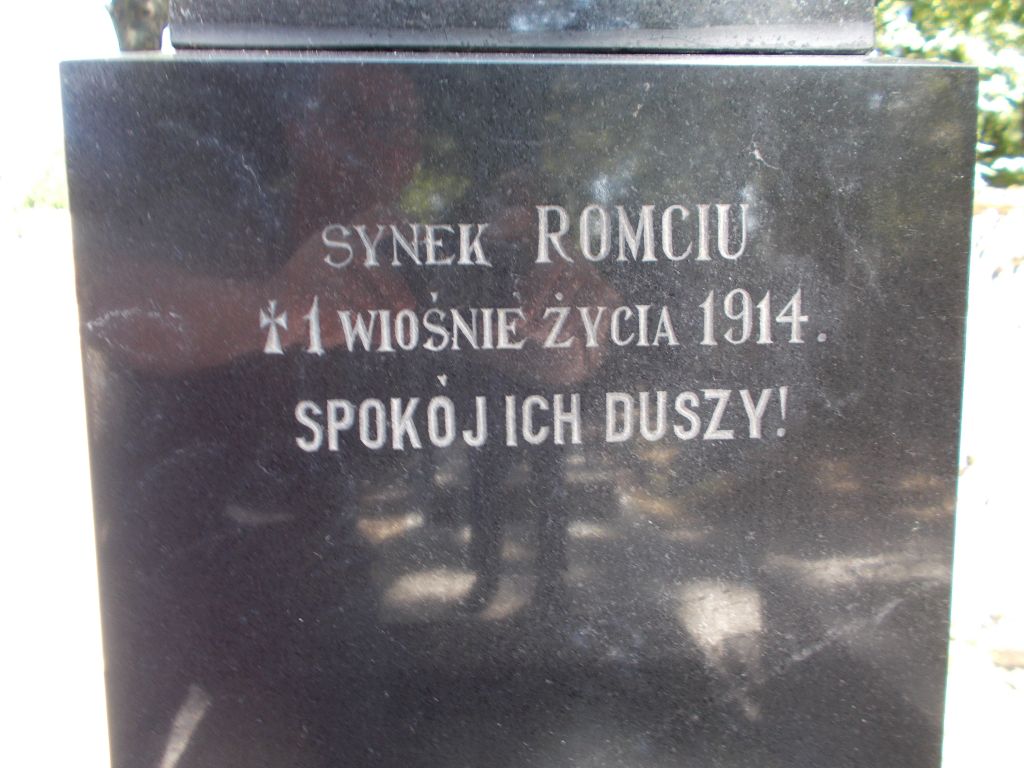 SYNEK ROMCIU
✝ 1 WIOŚNIE ŻYCIA 1914.
SPOKÓJ ICH DUSZY!